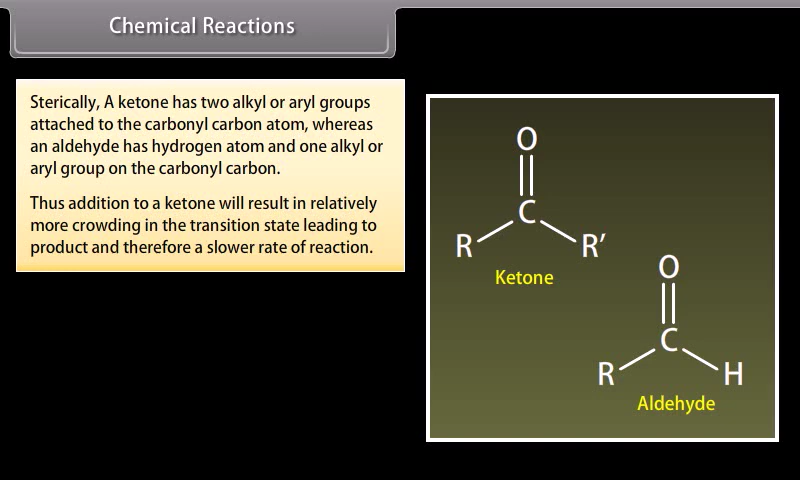 Chemical Reactions
Sterically, A ketone has two alkyl or aryl groups
attached to the carbonyl carbon atom, whereas
an aldehyde has hydrogen atom and one alkyl or
aryl group on the carbonyl carbon.
Thus addition to a ketone will result in relatively
more crowding in the transition state leading to
product and therefore a slower rate of reaction.
O
C
R R′
Ketone
O
C
R H
Aldehyde